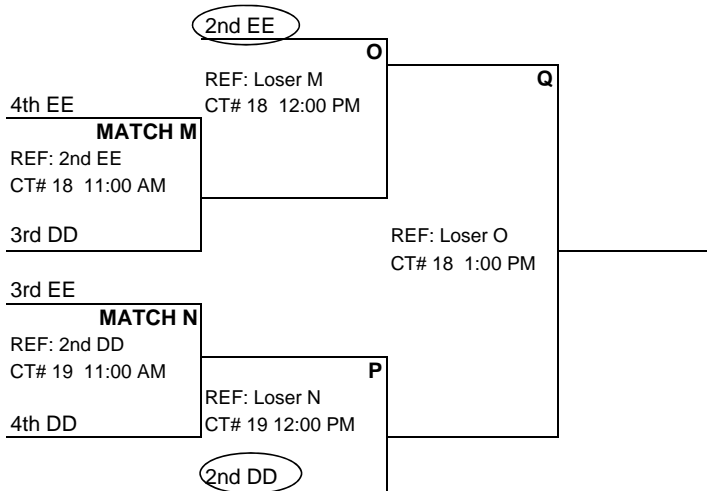 2nd EE
O
REF: Loser M
CT# 18 12:00 PM
Q
4th EE
MATCH M
REF: 2nd EE
CT# 18 11:00 AM
3rd DD
REF: Loser O
CT# 18 1:00 PM
3rd EE
MATCH N
REF: 2nd DD
CT# 19 11:00 AM
P
REF: Loser N
CT# 19 12:00 PM
4th DD
2nd DD